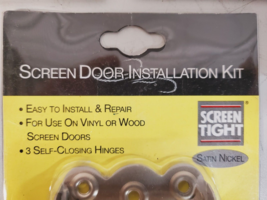 SCREEN DOOR INSTALLATION KIT
• EASY TO INSTALL & REPAIR
• FOR USE ON VINYL OR WOOD
SCREEN DOORS
• 3 SELF-CLOSING HINGES
SCREEN
TIGHT®
SATIN NICKEL